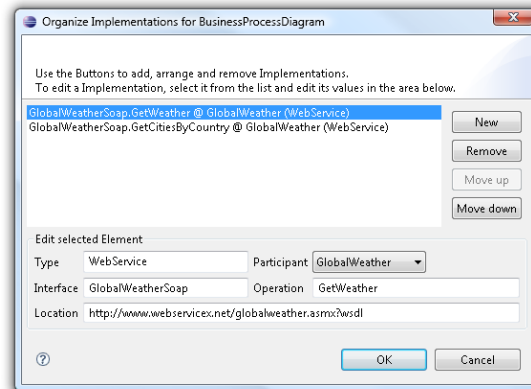 Organize Implementations for BusinessProcessDiagram
Use the Buttons to add, arrange and remove Implementations.
To edit a Implementation, select it from the list and edit its values in the area below.
GlobalWeatherSoap.GetWeather @ GlobalWeather (WebService)
GlobalWeatherSoap.GetCitiesByCountry @ GlobalWeather (WebService)
New
Remove
Move up
Move down
Edit selected Element
Type WebService Participant GlobalWeather
Interface GlobalWeatherSoap Operation GetWeather
Location http://www.webservicex.net/globalweather.asmx?wsdl
? OK Cancel